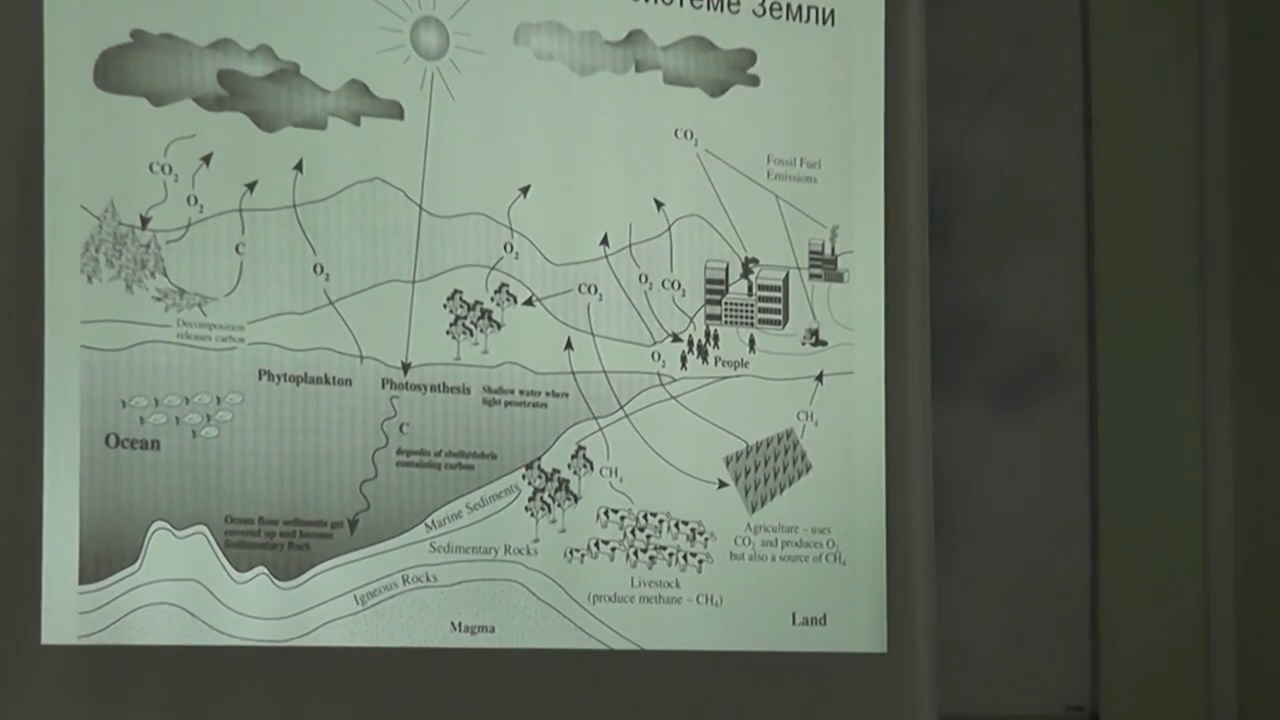 Земли
CO₂
Fossil Fuel
Emissions
CO₂
O₂
C
O₂
O₂
O₂
CO₂
CO₂
Decomposition
releases carbon
O₂
People
Phytoplankton
Photosynthesis
Shallow water where
light penetrates
C
CH₄
Ocean
deposits of shells/debris
containing carbon
CH₄
Marine Sediments
Ocean floor sediments get
covered up and become
Sedimentary Rock
Agriculture – uses
CO₂ and produces O₂
but also a source of CH₄
Sedimentary Rocks
Igneous Rocks
Livestock
(produce methane – CH₄)
Magma
Land